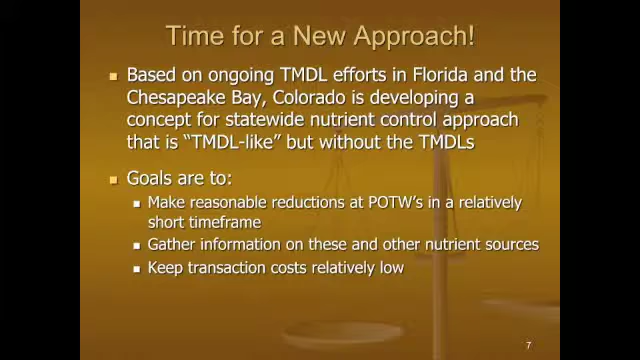 Time for a New Approach!
Based on ongoing TMDL efforts in Florida and the
Chesapeake Bay, Colorado is developing a
concept for statewide nutrient control approach
that is “TMDL-like” but without the TMDLs
Goals are to:
Make reasonable reductions at POTW’s in a relatively
short timeframe
Gather information on these and other nutrient sources
Keep transaction costs relatively low
7